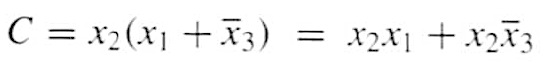 C = x₂(x₁ + x̄₃) = x₂x₁ + x₂x̄₃